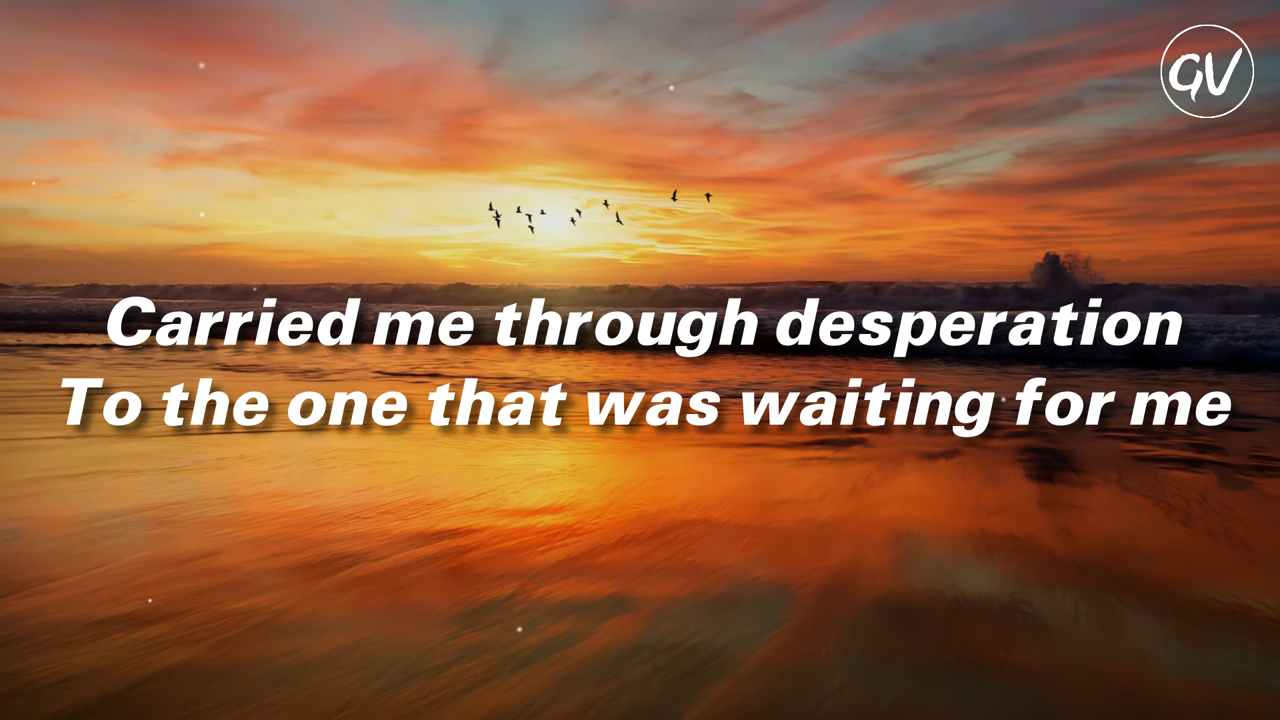 GV
Carried me through desperation
To the one that was waiting for me